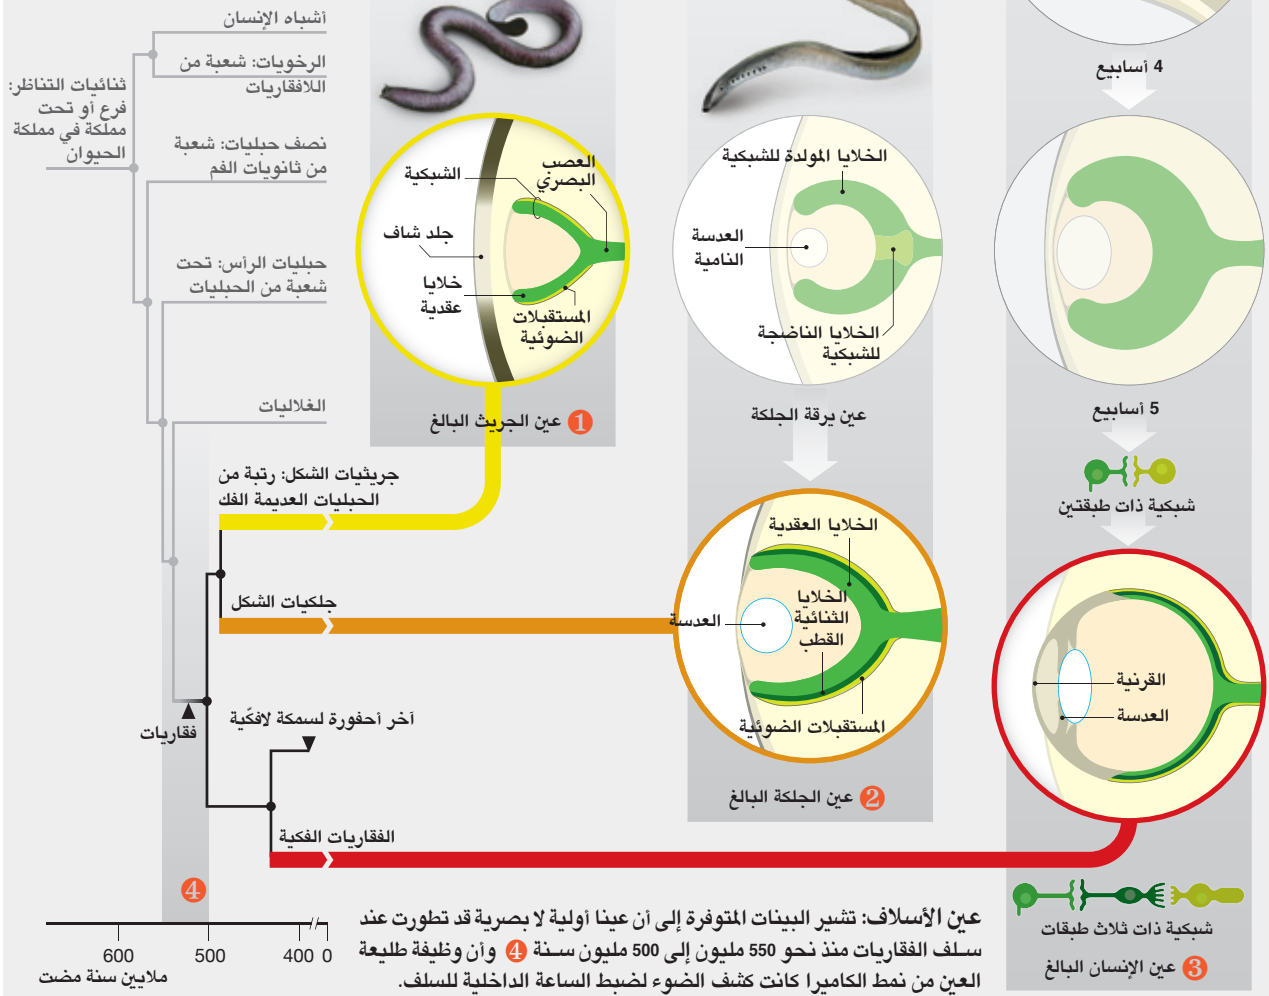 أشباه الإنسان
الرخويات: شعبة من
اللافقاريات
ثنائيات التناظر:
فرع أو تحت
مملكة في مملكة
الحيوان
نصف حبليات: شعبة
من ثانويات الفم
حبليات الرأس: تحت
شعبة من الحبليات
الغلاليات
جريثيات الشكل: رتبة من
الحبليات العديمة الفك
جلكيات الشكل
فقاريات
آخر أحفورة لسمكة لافكّية
الفقاريات الفكية
4
600
500
400
0
ملايين سنة مضت
العصب
البصري
الشبكية
جلد شاف
خلايا
عقدية
المستقبلات
الضوئية
1 عين الجريث البالغ
الخلايا المولدة للشبكية
العدسة
النامية
الخلايا الناضجة
للشبكية
عين يرقة الجلكة
الخلايا العقدية
الخلايا
الثنائية
القطب
العدسة
المستقبلات الضوئية
2 عين الجلكة البالغ
4 أسابيع
5 أسابيع
شبكية ذات طبقتين
القرنية
العدسة
شبكية ذات ثلاث طبقات
3 عين الإنسان البالغ
عين الأسلاف: تشير البينات المتوفرة إلى أن عينا أولية لا بصرية قد تطورت عند
سلف الفقاريات منذ نحو 550 مليون إلى 500 مليون سنة 4 وأن وظيفة طليعة
العين من نمط الكاميرا كانت كشف الضوء لضبط الساعة الداخلية للسلف.